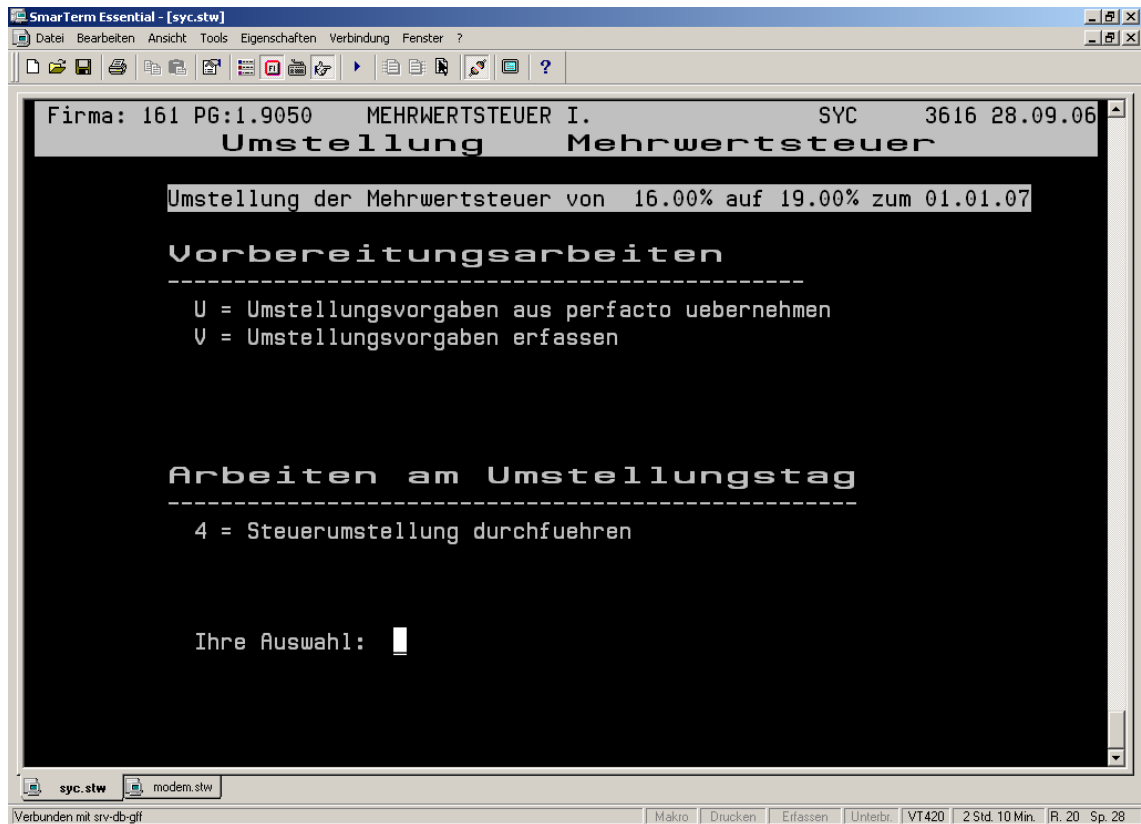 SmarTerm Essential - [syc.stw]
Datei Bearbeiten Ansicht Tools Eigenschaften Verbindung Fenster ?
Firma: 161 PG:1.9050 MEHRWERTSTEUER I. SYC 3616 28.09.06
Umstellung Mehrwertsteuer
Umstellung der Mehrwertsteuer von 16.00% auf 19.00% zum 01.01.07
Vorbereitungsarbeiten
------------------------------------------------
U = Umstellungsvorgaben aus perfacto uebernehmen
V = Umstellungsvorgaben erfassen
Arbeiten am Umstellungstag
----------------------------------------------------
4 = Steuerumstellung durchfuehren
Ihre Auswahl:
syc.stw modem.stw
Verbunden mit srv-db-gff Makro Drucken Erfassen Unterbr. VT420 2 Std. 10 Min. R. 20 Sp. 28